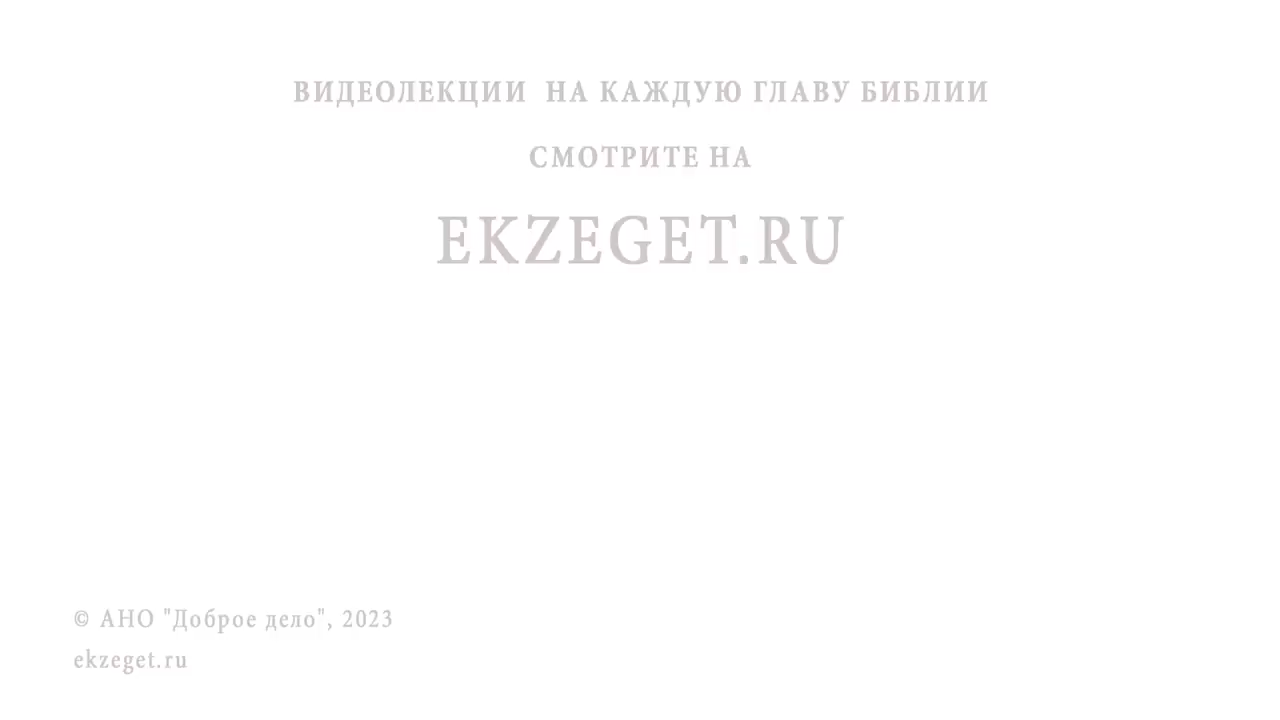 ВИДЕОЛЕКЦИИ НА КАЖДУЮ ГЛАВУ БИБЛИИ
СМОТРИТЕ НА
EKZEGET.RU
© АНО "Доброе дело", 2023
ekzeget.ru